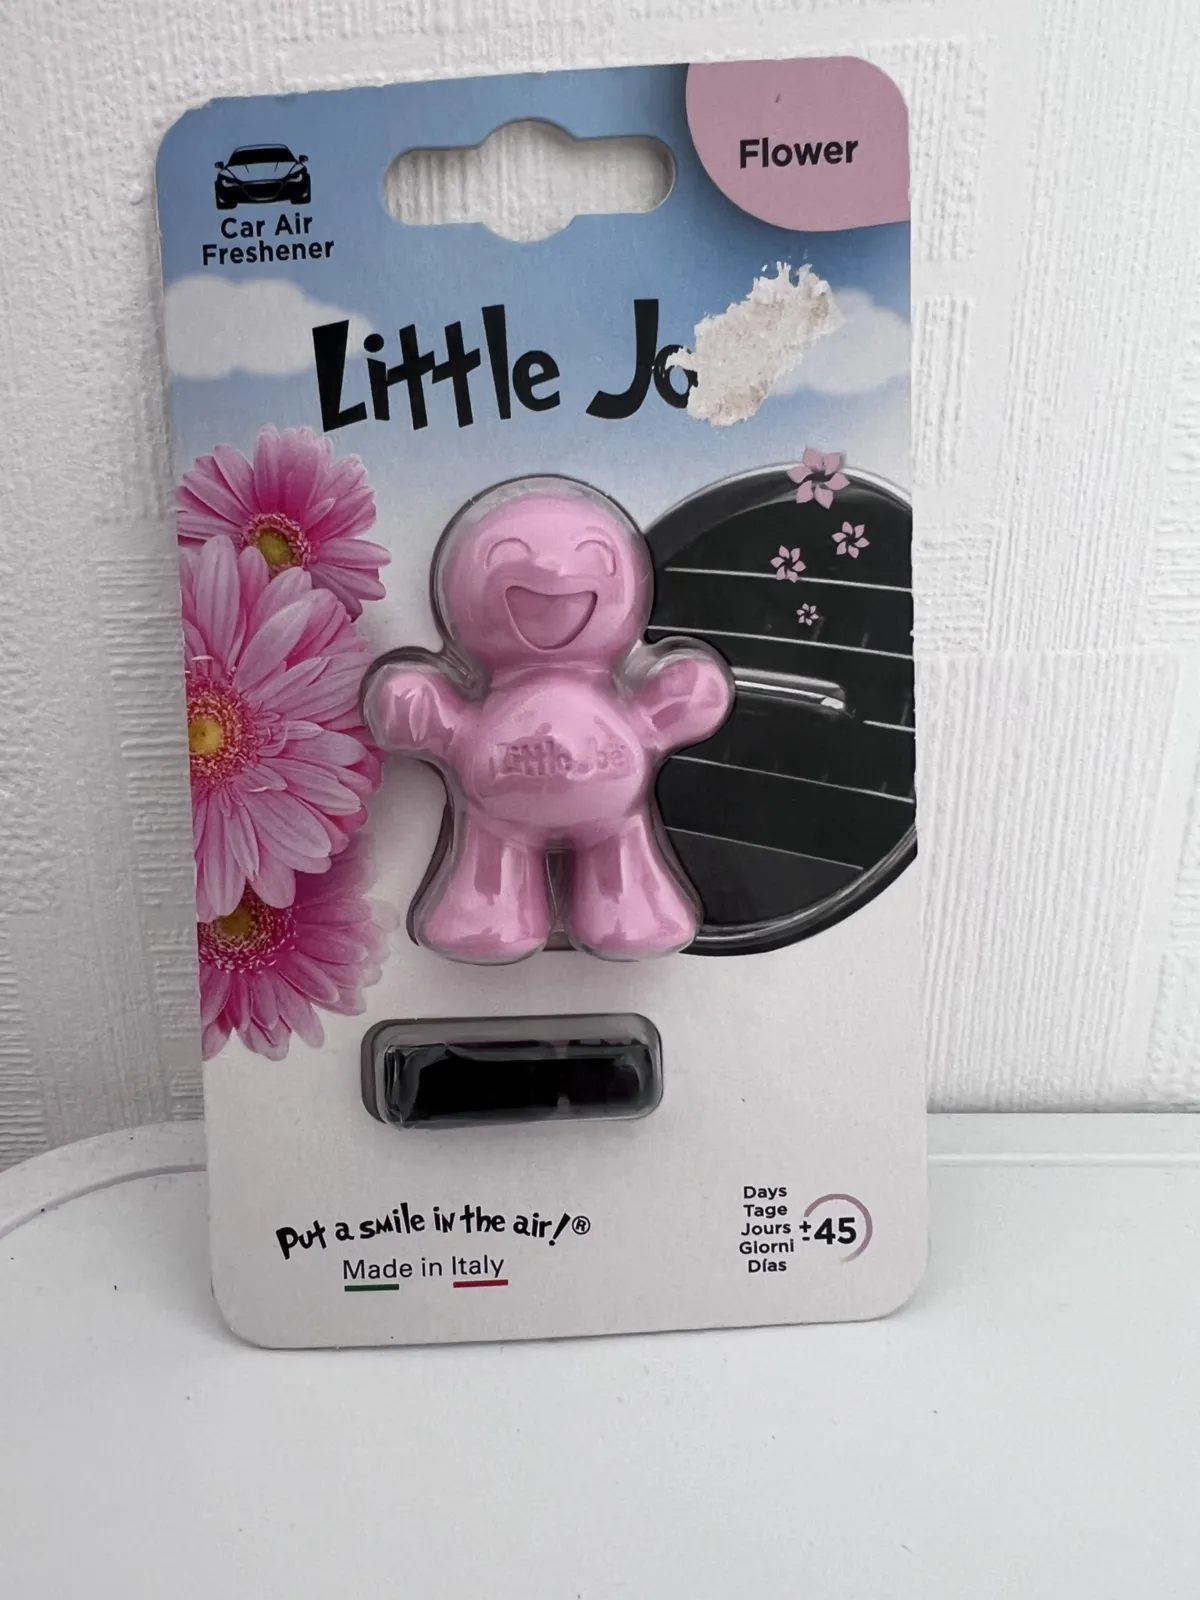 Car Air
Freshener
Flower
Little Jo
Little Joe
Put a smile in the air!®
Made in Italy
Days
Tage
Jours
Giorni
Días
±45